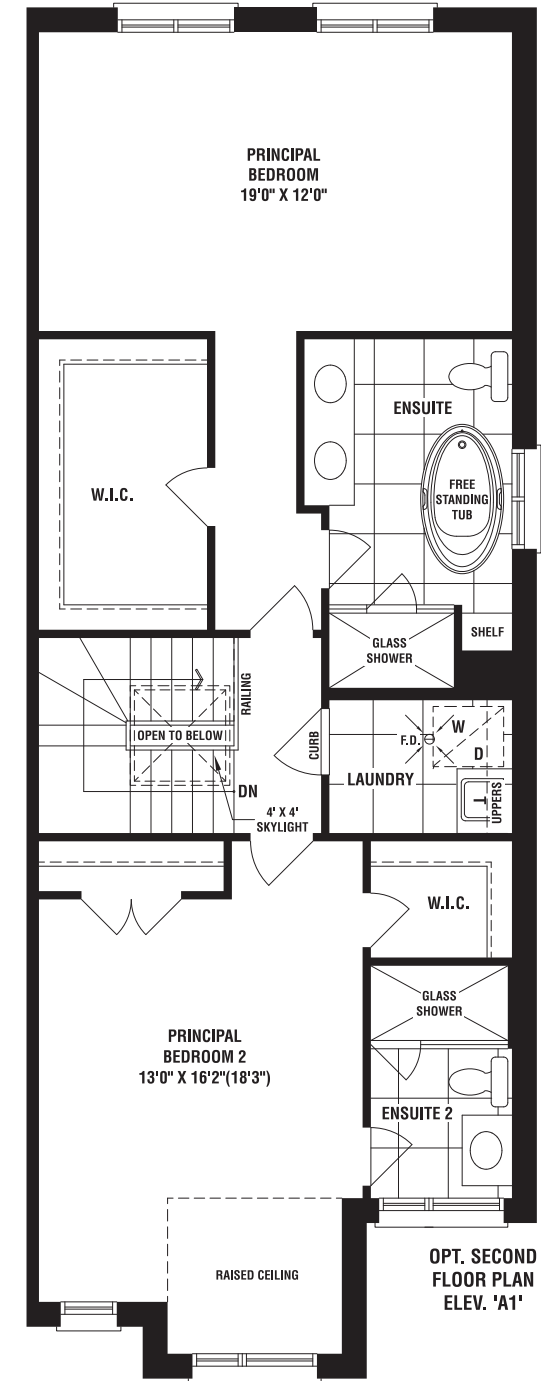 PRINCIPAL
BEDROOM
19'0" X 12'0"
ENSUITE
W.I.C.
FREE
STANDING
TUB
GLASS
SHOWER
SHELF
RAILING
OPEN TO BELOW
CURB
F.D.
W
D
LAUNDRY
UPPERS
DN
4' X 4'
SKYLIGHT
W.I.C.
GLASS
SHOWER
PRINCIPAL
BEDROOM 2
13'0" X 16'2"(18'3")
ENSUITE 2
RAISED CEILING
OPT. SECOND
FLOOR PLAN
ELEV. 'A1'